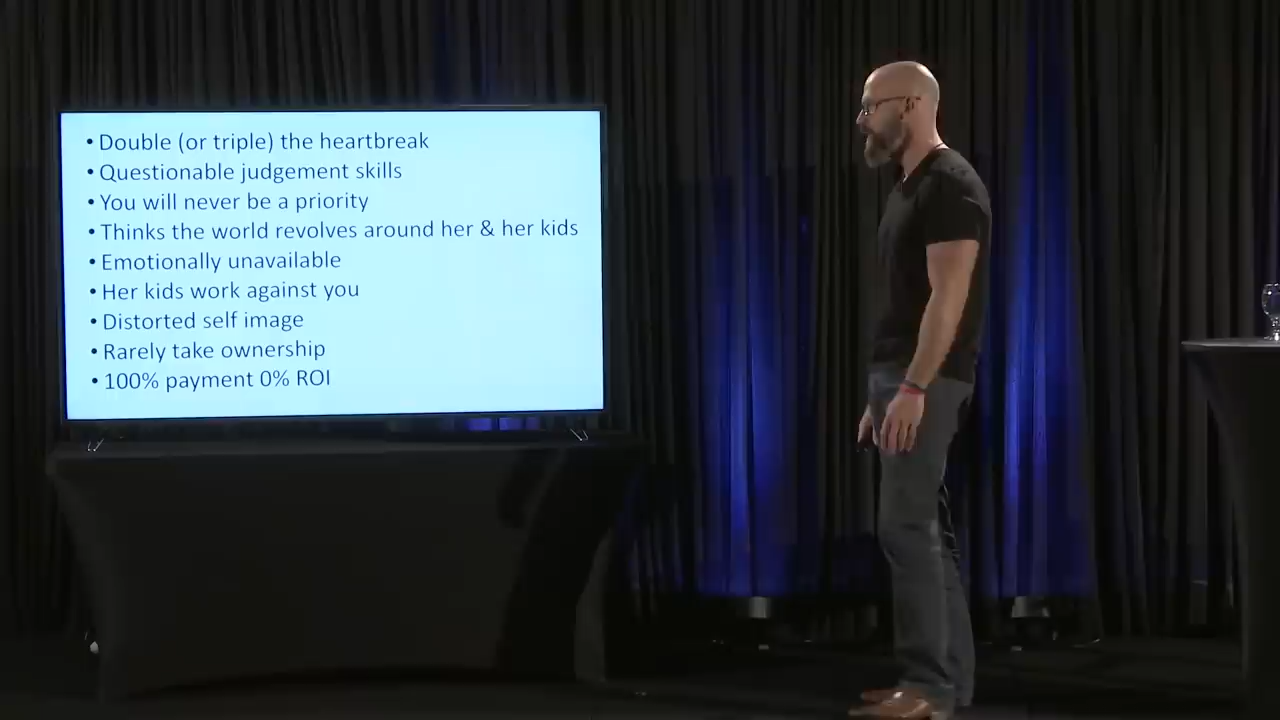 • Double (or triple) the heartbreak
• Questionable judgement skills
• You will never be a priority
• Thinks the world revolves around her & her kids
• Emotionally unavailable
• Her kids work against you
• Distorted self image
• Rarely take ownership
• 100% payment 0% ROI